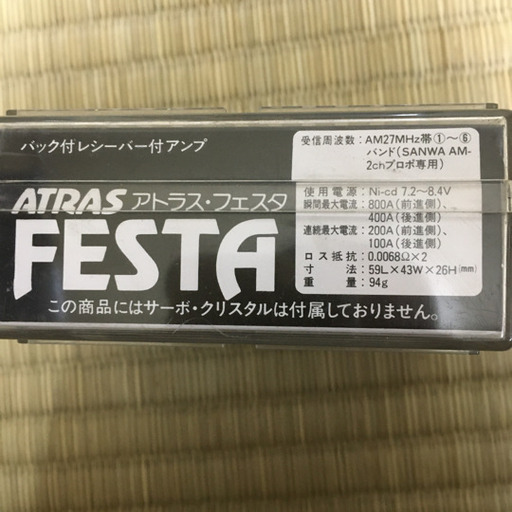 バック付レシーバー付アンプ
ATRAS アトラス・フェスタ
FESTA
この商品にはサーボ・クリスタルは付属しておりません。
受信周波数：AM27MHz帯①～⑥
バンド(SANWA AM-
2chプロポ専用)
使用電源：Ni-cd 7.2～8.4V
瞬間最大電流：800A(前進側)、
400A(後進側)
連続最大電流：200A(前進側)、
100A(後進側)
ロス抵抗：0.0068Ω×2
寸法：59L×43W×26H(mm)
重量：94g